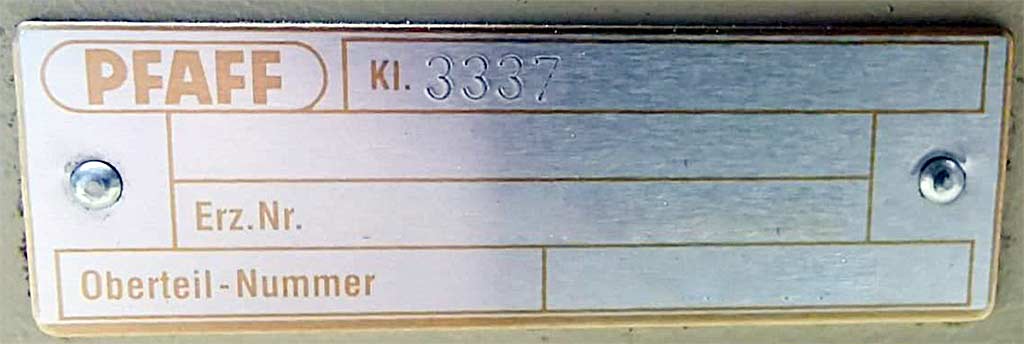 PFAFF Kl. 3337
Erz.Nr.
Oberteil-Nummer